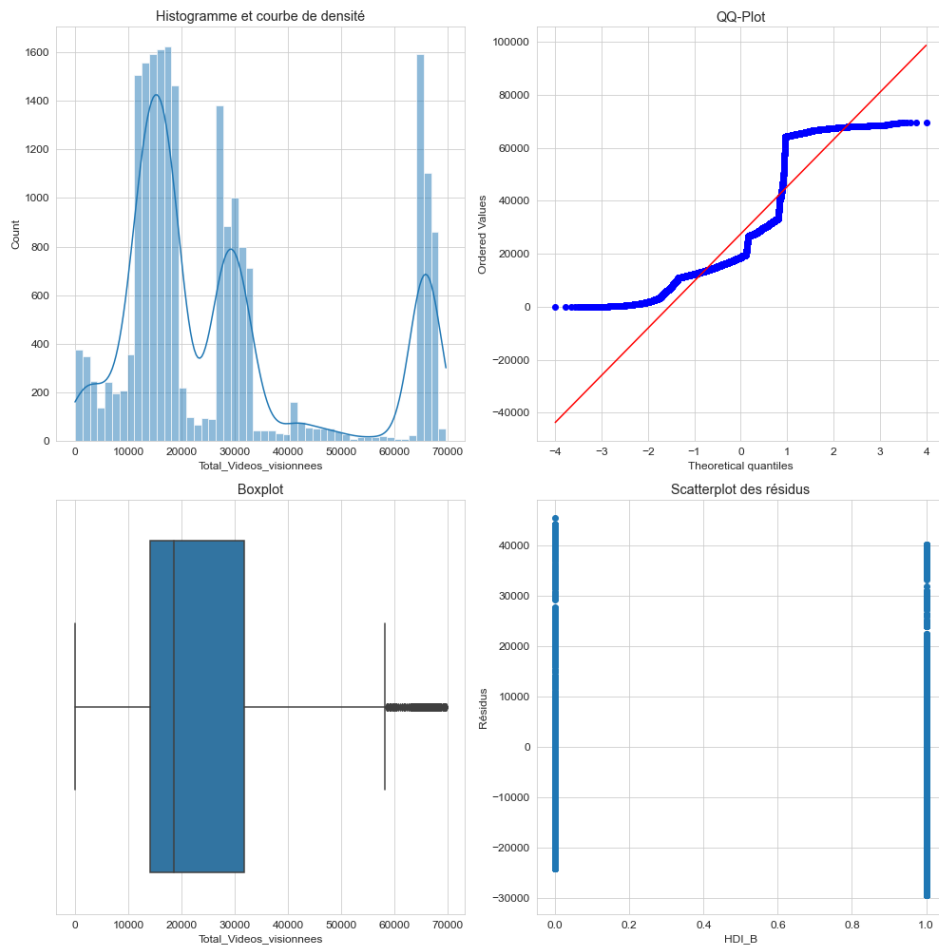 Histogramme et courbe de densité
1600
1400
1200
1000
800
600
400
200
0
Count
0 10000 20000 30000 40000 50000 60000 70000
Total_Videos_visionnees
QQ-Plot
100000
80000
60000
40000
20000
0
−20000
−40000
Ordered Values
−4 −3 −2 −1 0 1 2 3 4
Theoretical quantiles
Boxplot
0 10000 20000 30000 40000 50000 60000 70000
Total_Videos_visionnees
Scatterplot des résidus
40000
30000
20000
10000
0
−10000
−20000
−30000
Résidus
0.0 0.2 0.4 0.6 0.8 1.0
HDI_B